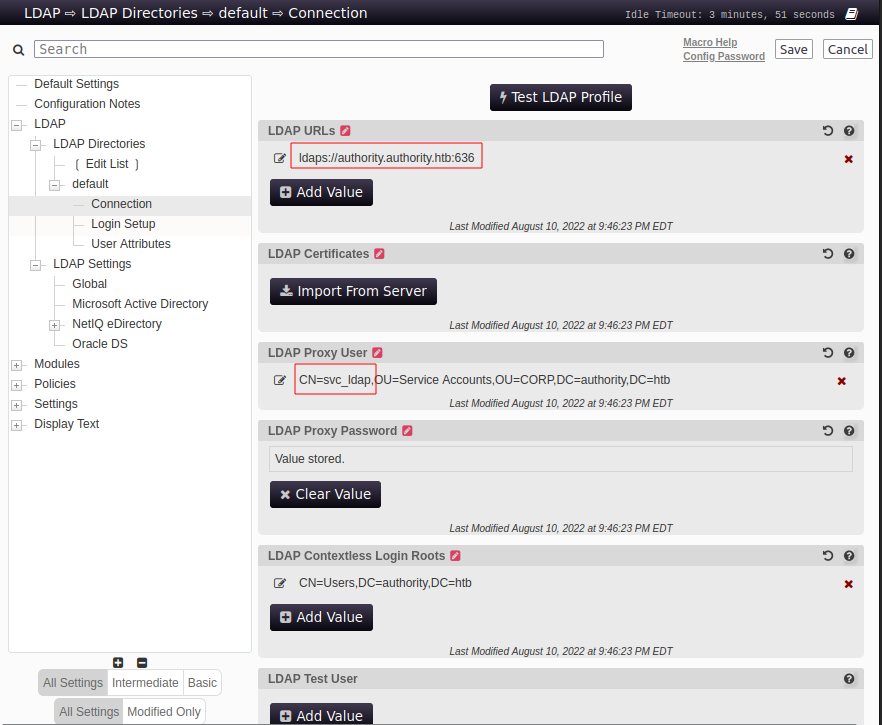 LDAP ⇨ LDAP Directories ⇨ default ⇨ Connection
Idle Timeout: 3 minutes, 51 seconds
Search
Macro Help
Config Password
Save
Cancel
Default Settings
Configuration Notes
LDAP
LDAP Directories
[ Edit List ]
default
Connection
Login Setup
User Attributes
LDAP Settings
Global
Microsoft Active Directory
NetIQ eDirectory
Oracle DS
Modules
Policies
Settings
Display Text
All Settings Intermediate Basic
All Settings Modified Only
Test LDAP Profile
LDAP URLs
ldaps://authority.authority.htb:636
Add Value
Last Modified August 10, 2022 at 9:46:23 PM EDT
LDAP Certificates
Import From Server
Last Modified August 10, 2022 at 9:46:23 PM EDT
LDAP Proxy User
CN=svc_ldap,OU=Service Accounts,OU=CORP,DC=authority,DC=htb
Last Modified August 10, 2022 at 9:46:23 PM EDT
LDAP Proxy Password
Value stored.
Clear Value
Last Modified August 10, 2022 at 9:46:23 PM EDT
LDAP Contextless Login Roots
CN=Users,DC=authority,DC=htb
Add Value
Last Modified August 10, 2022 at 9:46:23 PM EDT
LDAP Test User
Add Value